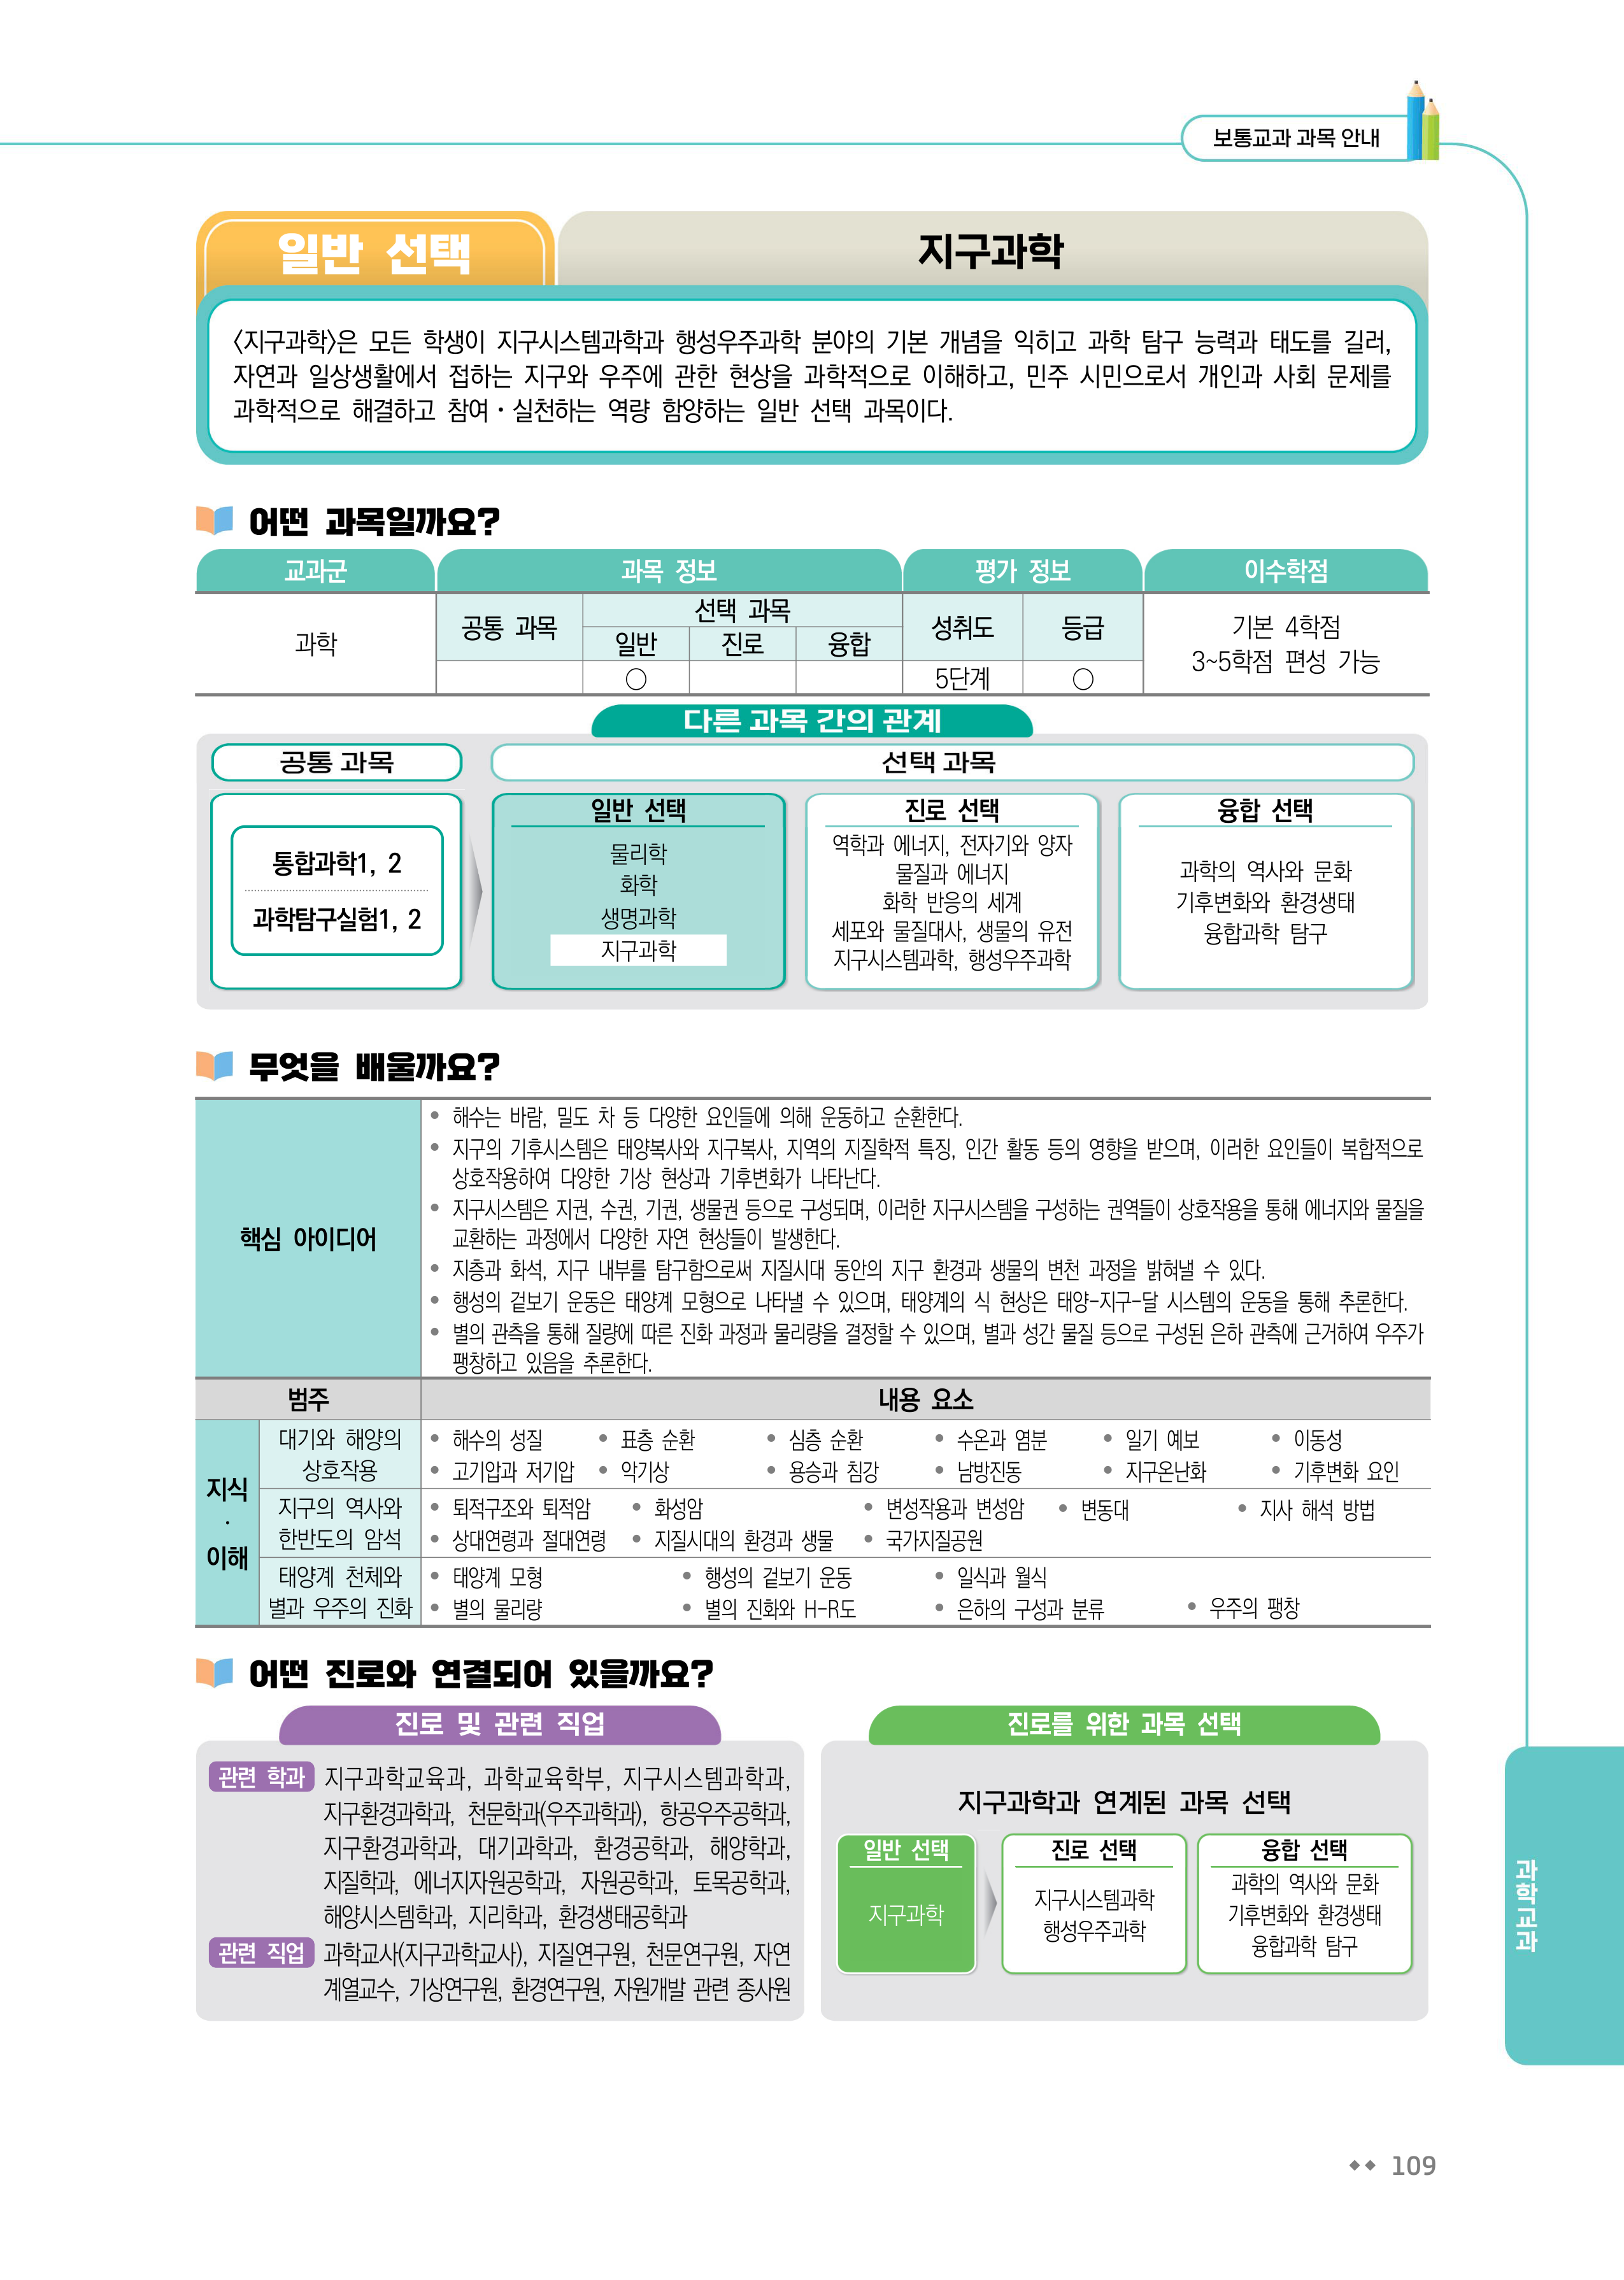 보통교과 과목 안내
일반 선택
지구과학
〈지구과학〉은 모든 학생이 지구시스템과학과 행성우주과학 분야의 기본 개념을 익히고 과학 탐구 능력과 태도를 길러,
자연과 일상생활에서 접하는 지구와 우주에 관한 현상을 과학적으로 이해하고, 민주 시민으로서 개인과 사회 문제를
과학적으로 해결하고 참여·실천하는 역량 함양하는 일반 선택 과목이다.
어떤 과목일까요?
교과군 과목 정보 평가 정보 이수학점
과학
공통 과목
선택 과목
일반 진로 융합
성취도 등급
○ 5단계 ○
기본 4학점
3~5학점 편성 가능
다른 과목 간의 관계
공통 과목
선택 과목
통합과학1, 2
과학탐구실험1, 2
일반 선택
물리학
화학
생명과학
지구과학
진로 선택
역학과 에너지, 전자기와 양자
물질과 에너지
화학 반응의 세계
세포와 물질대사, 생물의 유전
지구시스템과학, 행성우주과학
융합 선택
과학의 역사와 문화
기후변화와 환경생태
융합과학 탐구
무엇을 배울까요?
핵심 아이디어
• 해수는 바람, 밀도 차 등 다양한 요인들에 의해 운동하고 순환한다.
• 지구의 기후시스템은 태양복사와 지구복사, 지역의 지질학적 특징, 인간 활동 등의 영향을 받으며, 이러한 요인들이 복합적으로
상호작용하여 다양한 기상 현상과 기후변화가 나타난다.
• 지구시스템은 지권, 수권, 기권, 생물권 등으로 구성되며, 이러한 지구시스템을 구성하는 권역들이 상호작용을 통해 에너지와 물질을
교환하는 과정에서 다양한 자연 현상들이 발생한다.
• 지층과 화석, 지구 내부를 탐구함으로써 지질시대 동안의 지구 환경과 생물의 변천 과정을 밝혀낼 수 있다.
• 행성의 겉보기 운동은 태양계 모형으로 나타낼 수 있으며, 태양계의 식 현상은 태양-지구-달 시스템의 운동을 통해 추론한다.
• 별의 관측을 통해 질량에 따른 진화 과정과 물리량을 결정할 수 있으며, 별과 성간 물질 등으로 구성된 은하 관측에 근거하여 우주가
팽창하고 있음을 추론한다.
범주 내용 요소
지식
·
이해
대기와 해양의
상호작용
• 해수의 성질 • 표층 순환 • 심층 순환 • 수온과 염분 • 일기 예보 • 이동성
• 고기압과 저기압 • 악기상 • 용승과 침강 • 남방진동 • 지구온난화 • 기후변화 요인
지구의 역사와
한반도의 암석
• 퇴적구조와 퇴적암 • 화성암 • 변성작용과 변성암 • 변동대 • 지사 해석 방법
• 상대연령과 절대연령 • 지질시대의 환경과 생물 • 국가지질공원
태양계 천체와
별과 우주의 진화
• 태양계 모형 • 행성의 겉보기 운동 • 일식과 월식
• 별의 물리량 • 별의 진화와 H-R도 • 은하의 구성과 분류 • 우주의 팽창
어떤 진로와 연결되어 있을까요?
진로 및 관련 직업
관련 학과 지구과학교육과, 과학교육학부, 지구시스템과학과,
지구환경과학과, 천문학과(우주과학과), 항공우주공학과,
지구환경과학과, 대기과학과, 환경공학과, 해양학과,
지질학과, 에너지자원공학과, 자원공학과, 토목공학과,
해양시스템학과, 지리학과, 환경생태공학과
관련 직업 과학교사(지구과학교사), 지질연구원, 천문연구원, 자연
계열교수, 기상연구원, 환경연구원, 자원개발 관련 종사원
진로를 위한 과목 선택
지구과학과 연계된 과목 선택
일반 선택
지구과학
진로 선택
지구시스템과학
행성우주과학
융합 선택
과학의 역사와 문화
기후변화와 환경생태
융합과학 탐구
과학교과
109